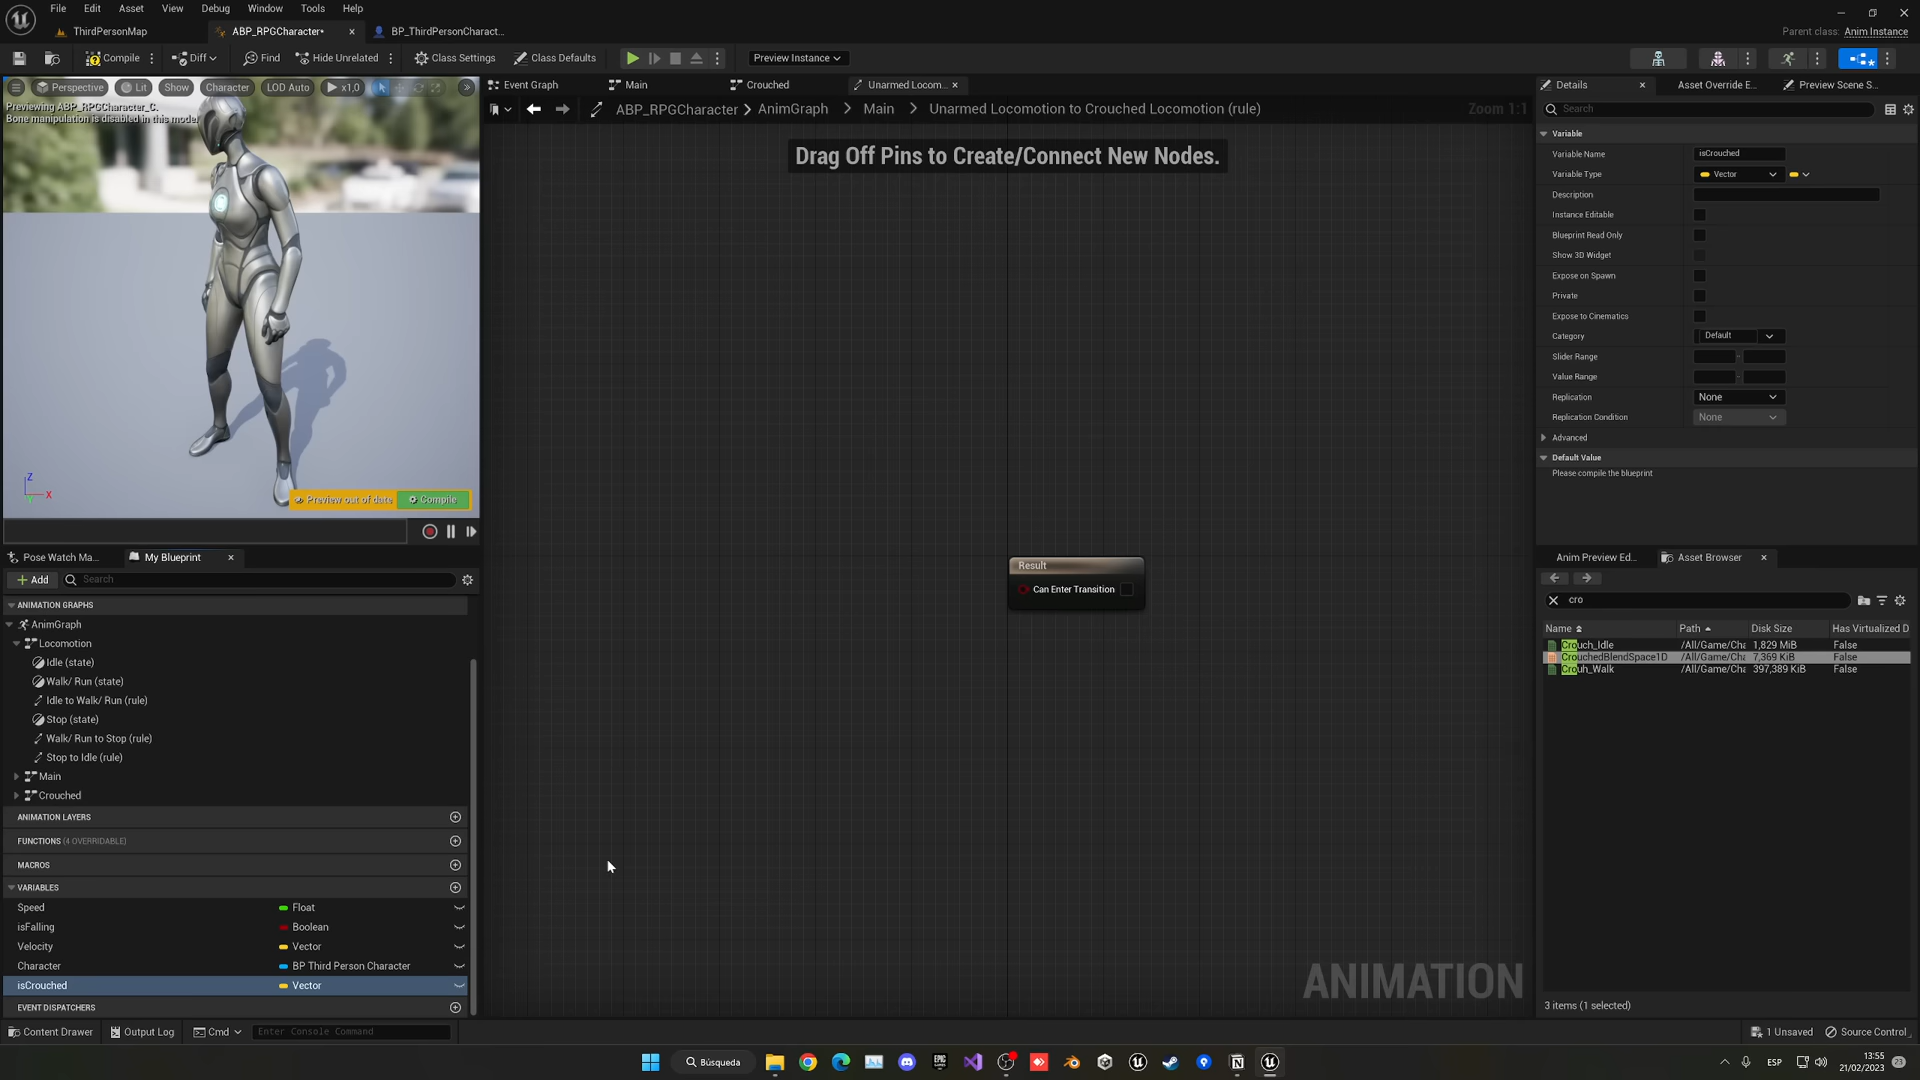 File Edit Asset View Debug Window Tools Help
ThirdPersonMap ABP_RPGCharacter* BP_ThirdPersonCharact...
Parent class: Anim Instance
Compile Diff Find Hide Unrelated Class Settings Class Defaults Preview Instance
Perspective Lit Show Character LOD Auto x1,0
Previewing ABP_RPGCharacter_C.
Bone manipulation is disabled in this mode
Preview out of date Compile
Event Graph Main Crouched Unarmed Locom...
ABP_RPGCharacter AnimGraph Main Unarmed Locomotion to Crouched Locomotion (rule) Zoom 1:1
Drag Off Pins to Create/Connect New Nodes.
Result
Can Enter Transition
ANIMATION
Pose Watch Ma... My Blueprint
Add Search
ANIMATION GRAPHS
AnimGraph
Locomotion
Idle (state)
Walk/ Run (state)
Idle to Walk/ Run (rule)
Stop (state)
Walk/ Run to Stop (rule)
Stop to Idle (rule)
Main
Crouched
ANIMATION LAYERS
FUNCTIONS (4 OVERRIDABLE)
MACROS
VARIABLES
Speed Float
isFalling Boolean
Velocity Vector
Character BP Third Person Character
isCrouched Vector
EVENT DISPATCHERS
Details Asset Override E... Preview Scene S...
Search
Variable
Variable Name isCrouched
Variable Type Vector
Description
Instance Editable
Blueprint Read Only
Show 3D Widget
Expose on Spawn
Private
Expose to Cinematics
Category Default
Slider Range
Value Range
Replication None
Replication Condition None
Advanced
Default Value
Please compile the blueprint
Anim Preview Ed... Asset Browser
cro
Name Path Disk Size Has Virtualized D
Crouch_Idle /All/Game/Cha 1,829 MiB False
CrouchedBlendSpace1D /All/Game/Cha 7,369 KiB False
Crouh_Walk /All/Game/Cha 397,389 KiB False
3 items (1 selected)
Content Drawer Output Log Cmd Enter Console Command 1 Unsaved Source Control
Búsqueda
ESP
13:55
21/02/2023
23
Z
X